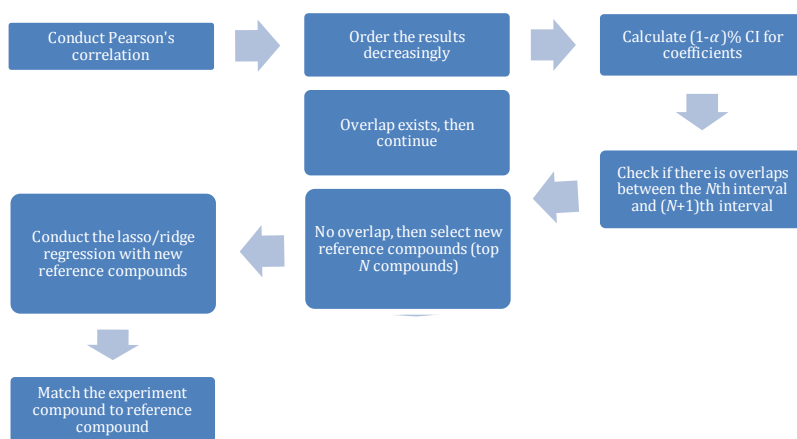 Conduct Pearson's
correlation
Order the results
decreasingly
Calculate (1-α)% CI for
coefficients
Overlap exists, then
continue
Check if there is overlaps
between the Nth interval
and (N+1)th interval
No overlap, then select new
reference compounds (top
N compounds)
Conduct the lasso/ridge
regression with new
reference compounds
Match the experiment
compound to reference
compound